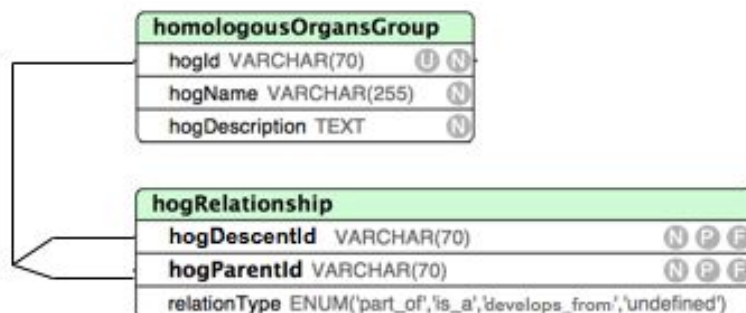 homologousOrgansGroup
hogId VARCHAR(70) U N
hogName VARCHAR(255) N
hogDescription TEXT N
hogRelationship
hogDescentId VARCHAR(70) N P F
hogParentId VARCHAR(70) N P F
relationType ENUM('part_of','is_a','develops_from','undefined')